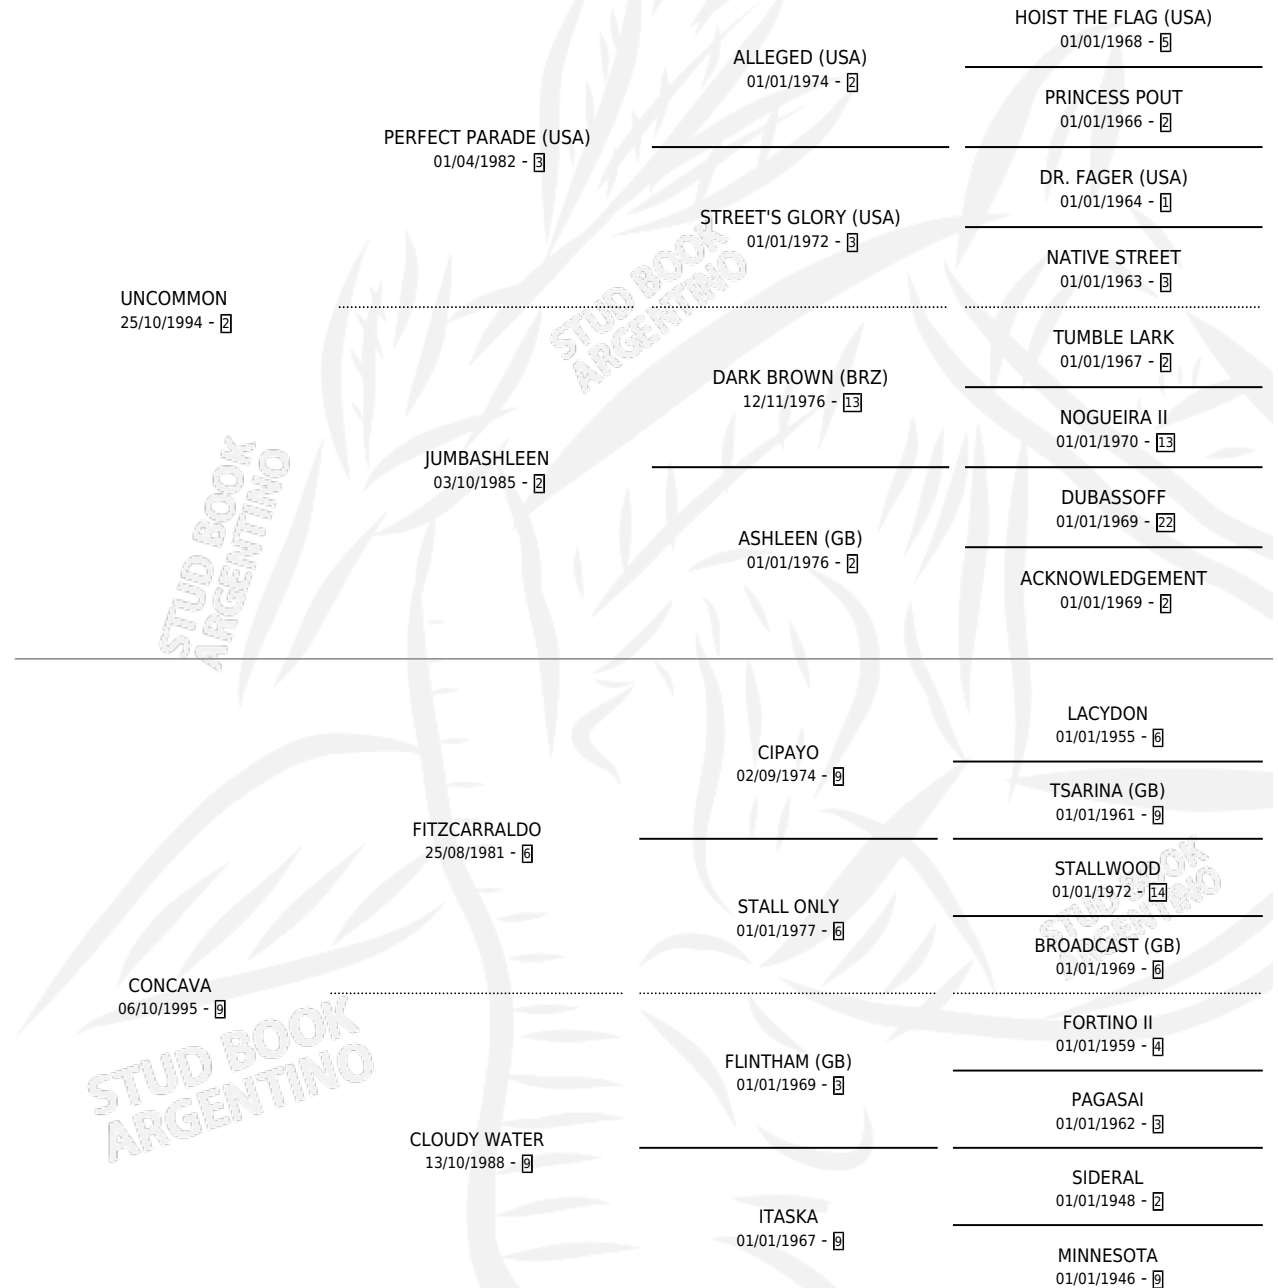 HOIST THE FLAG (USA)
01/01/1968 - 5
ALLEGED (USA)
01/01/1974 - 2
PRINCESS POUT
01/01/1966 - 2
PERFECT PARADE (USA)
01/04/1982 - 3
DR. FAGER (USA)
01/01/1964 - 1
STREET'S GLORY (USA)
01/01/1972 - 3
NATIVE STREET
01/01/1963 - 3
UNCOMMON
25/10/1994 - 2
TUMBLE LARK
01/01/1967 - 2
DARK BROWN (BRZ)
12/11/1976 - 13
NOGUEIRA II
01/01/1970 - 13
JUMBASHLEEN
03/10/1985 - 2
DUBASSOFF
01/01/1969 - 22
ASHLEEN (GB)
01/01/1976 - 2
ACKNOWLEDGEMENT
01/01/1969 - 2
LACYDON
01/01/1955 - 6
CIPAYO
02/09/1974 - 9
TSARINA (GB)
01/01/1961 - 9
FITZCARRALDO
25/08/1981 - 6
STALLWOOD
01/01/1972 - 14
STALL ONLY
01/01/1977 - 6
BROADCAST (GB)
01/01/1969 - 6
CONCAVA
06/10/1995 - 9
FORTINO II
01/01/1959 - 4
FLINTHAM (GB)
01/01/1969 - 3
PAGASAI
01/01/1962 - 3
CLOUDY WATER
13/10/1988 - 9
SIDERAL
01/01/1948 - 2
ITASKA
01/01/1967 - 9
MINNESOTA
01/01/1946 - 9
STUD BOOK
ARGENTINO
STUD BOOK
ARGENTINO
STUD BOOK
ARGENTINO
STUD BOOK
ARGENTINO